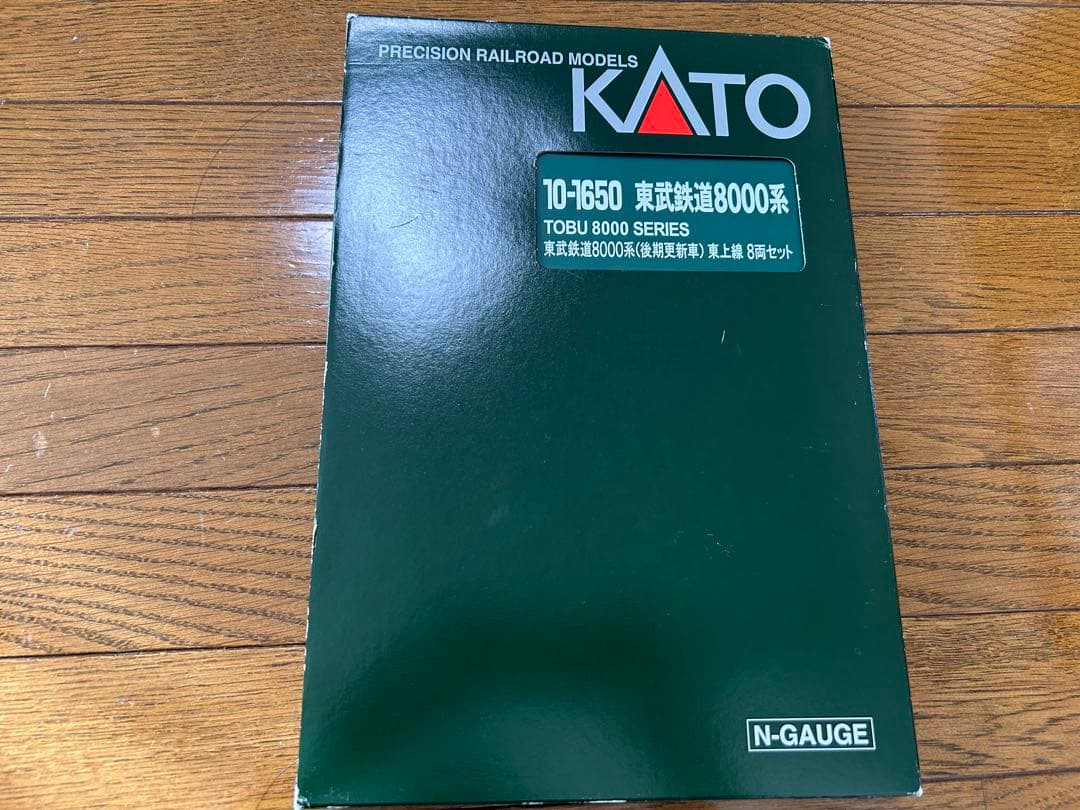 PRECISION RAILROAD MODELS
KATO
10-1650 東武鉄道8000系
TOBU 8000 SERIES
東武鉄道8000系(後期更新車) 東上線 8両セット
N-GAUGE